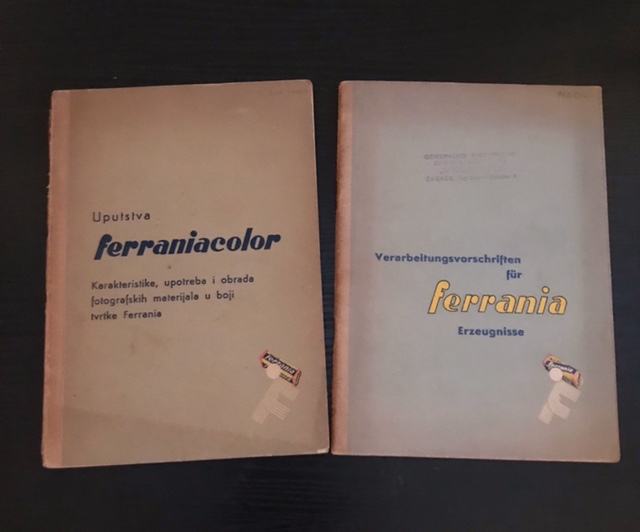 Uputstva
ferraniacolor
Karakteristike, upotreba i obrada
fotografskih materijala u boji
tvrtke Ferrania
Verarbeitungsvorschriften
für
ferrania
Erzeugnisse